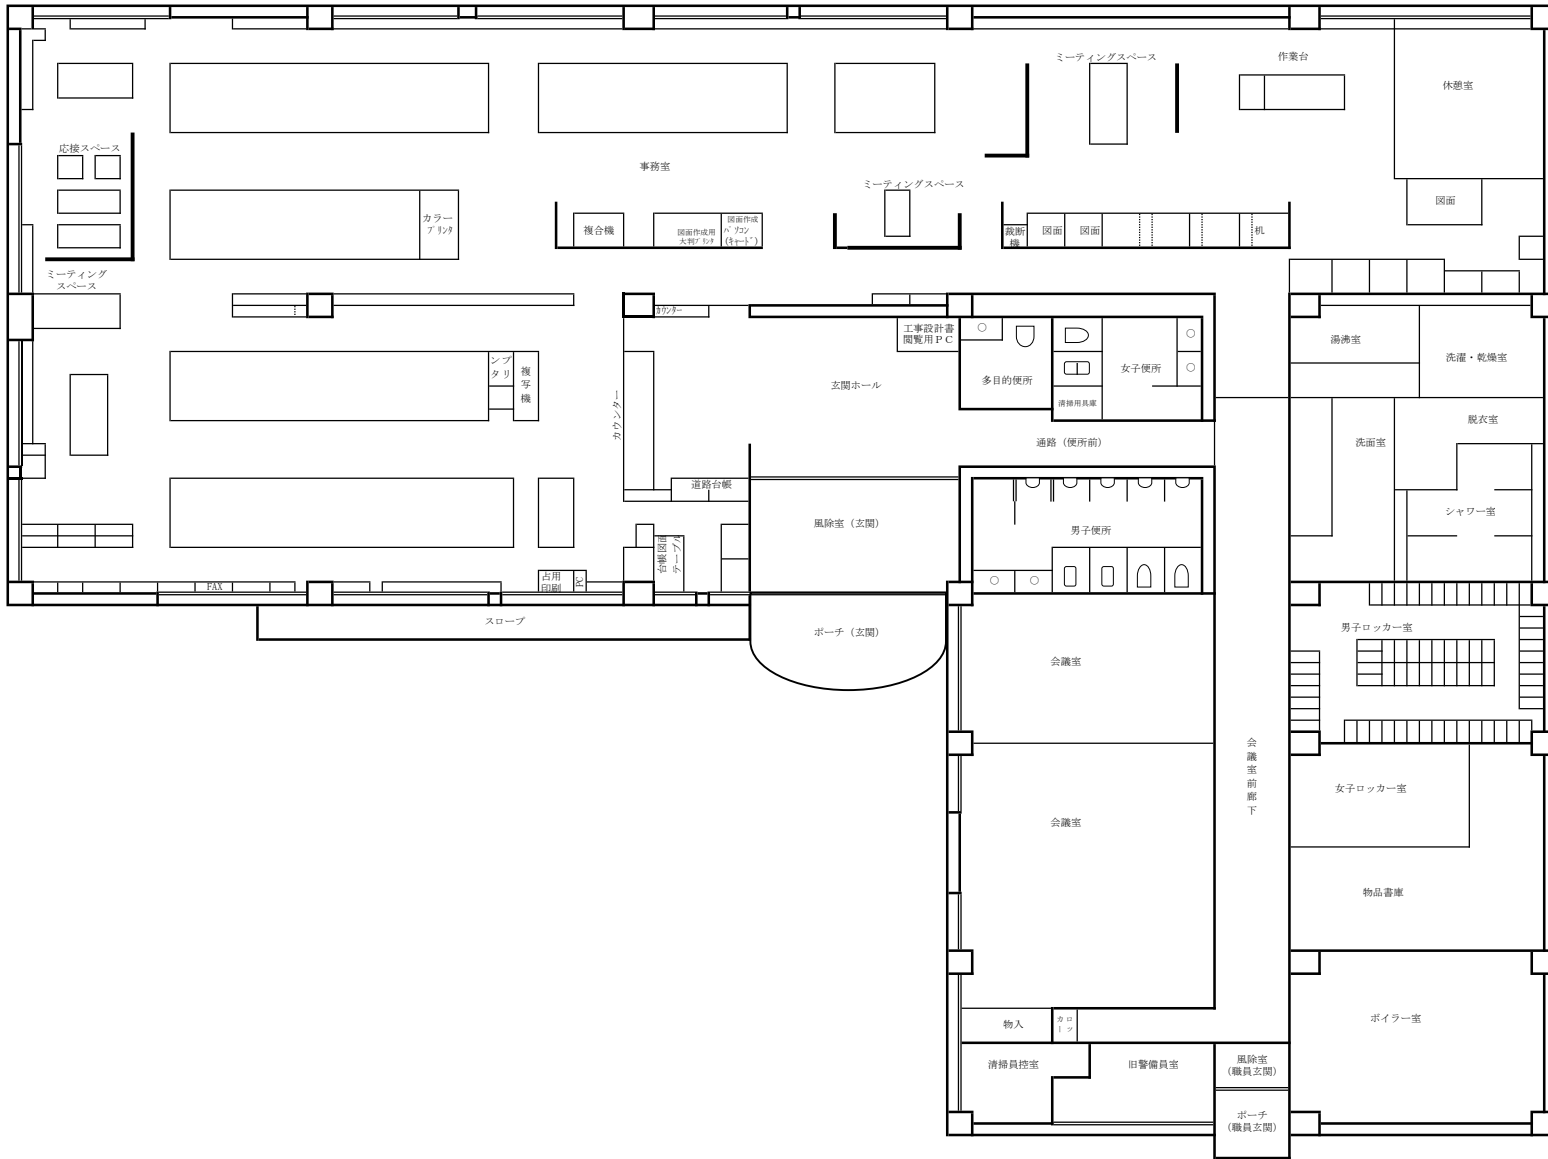 ミーティングスペース
作業台
休憩室
応接スペース
事務室
ミーティングスペース
図面
カラー
プリンタ
複合機
図面作成用
大判プリンタ
図面作成
パソコン
(キャード)
裁断
機
図面
図面
机
ミーティング
スペース
カウンター
工事設計書
閲覧用ＰＣ
湯沸室
洗濯・乾燥室
女子便所
多目的便所
清掃用具庫
玄関ホール
複写機
カウンター
脱衣室
洗面室
通路（便所前）
道路台帳
風除室（玄関）
男子便所
シャワー室
台帳図面
テーブル
占用
印刷
PC
FAX
スロープ
ポーチ（玄関）
男子ロッカー室
会議室
会議室前廊下
女子ロッカー室
会議室
物品書庫
物入
ボイラー室
清掃員控室
旧警備員室
風除室
（職員玄関）
ポーチ
（職員玄関）